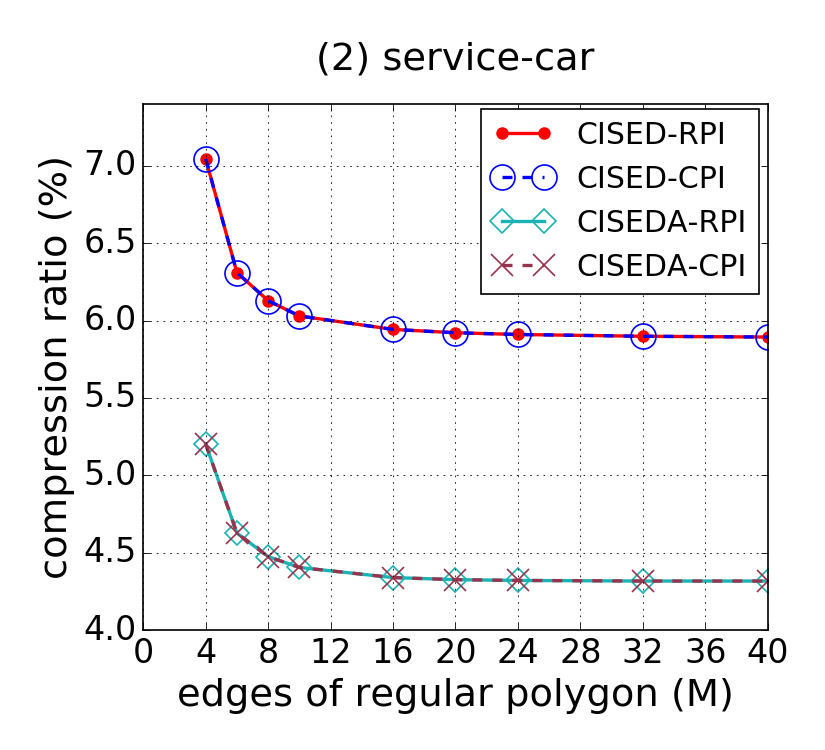 (2) service-car
compression ratio (%)
7.0
6.5
6.0
5.5
5.0
4.5
4.0
CISED-RPI
CISED-CPI
CISEDA-RPI
CISEDA-CPI
0 4 8 12 16 20 24 28 32 36 40
edges of regular polygon (M)